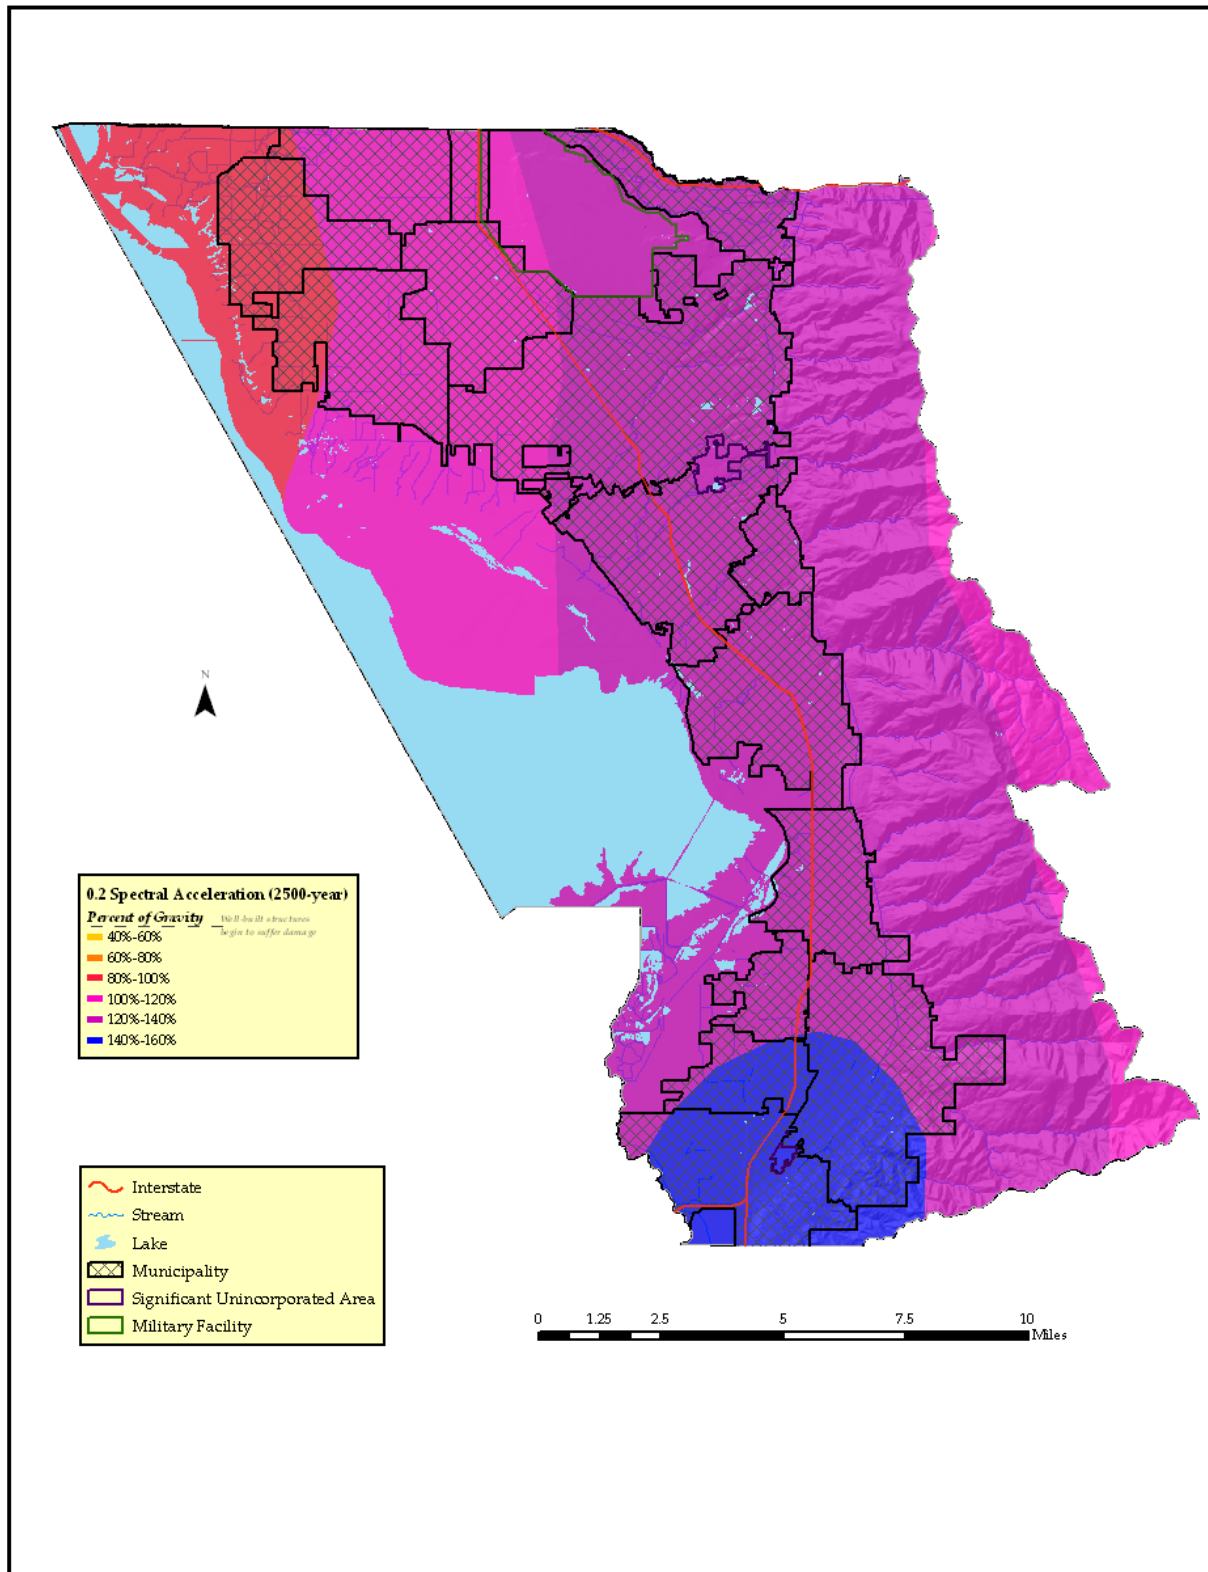 N
0.2 Spectral Acceleration (2500-year)
Percent of Gravity
Well-built structures
begin to suffer damage
40%-60%
60%-80%
80%-100%
100%-120%
120%-140%
140%-160%
Interstate
Stream
Lake
Municipality
Significant Unincorporated Area
Military Facility
0 1.25 2.5 5 7.5 10
Miles